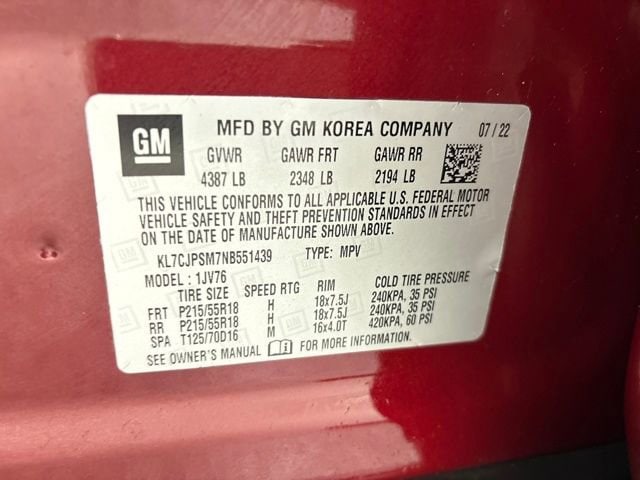 GM MFD BY GM KOREA COMPANY 07 / 22
GVWR GAWR FRT GAWR RR
4387 LB 2348 LB 2194 LB
THIS VEHICLE CONFORMS TO ALL APPLICABLE U.S. FEDERAL MOTOR
VEHICLE SAFETY AND THEFT PREVENTION STANDARDS IN EFFECT
ON THE DATE OF MANUFACTURE SHOWN ABOVE.
KL7CJPSM7NB551439 TYPE: MPV
MODEL : 1JV76
TIRE SIZE SPEED RTG RIM COLD TIRE PRESSURE
FRT P215/55R18 H 18x7.5J 240KPA, 35 PSI
RR P215/55R18 H 18x7.5J 240KPA, 35 PSI
SPA T125/70D16 M 16x4.0T 420KPA, 60 PSI
SEE OWNER'S MANUAL FOR MORE INFORMATION.